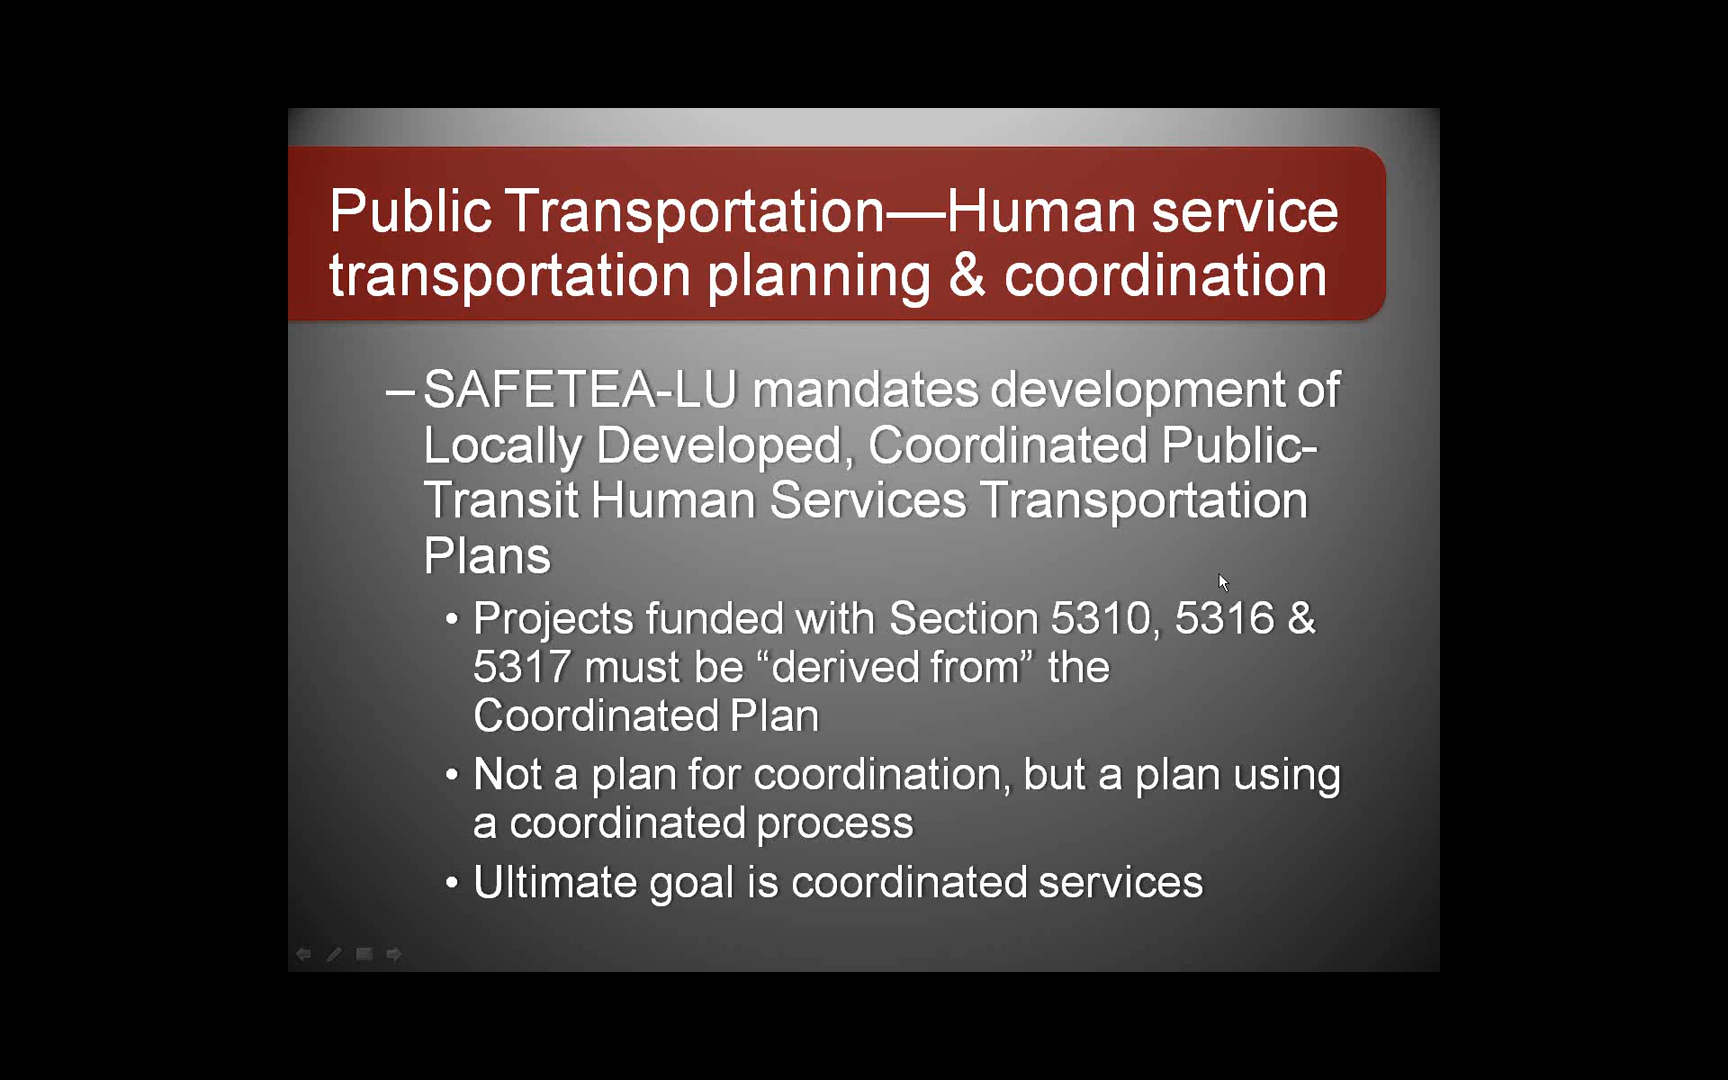 Public Transportation—Human service
transportation planning & coordination
– SAFETEA-LU mandates development of
Locally Developed, Coordinated Public-
Transit Human Services Transportation
Plans
• Projects funded with Section 5310, 5316 &
5317 must be “derived from” the
Coordinated Plan
• Not a plan for coordination, but a plan using
a coordinated process
• Ultimate goal is coordinated services